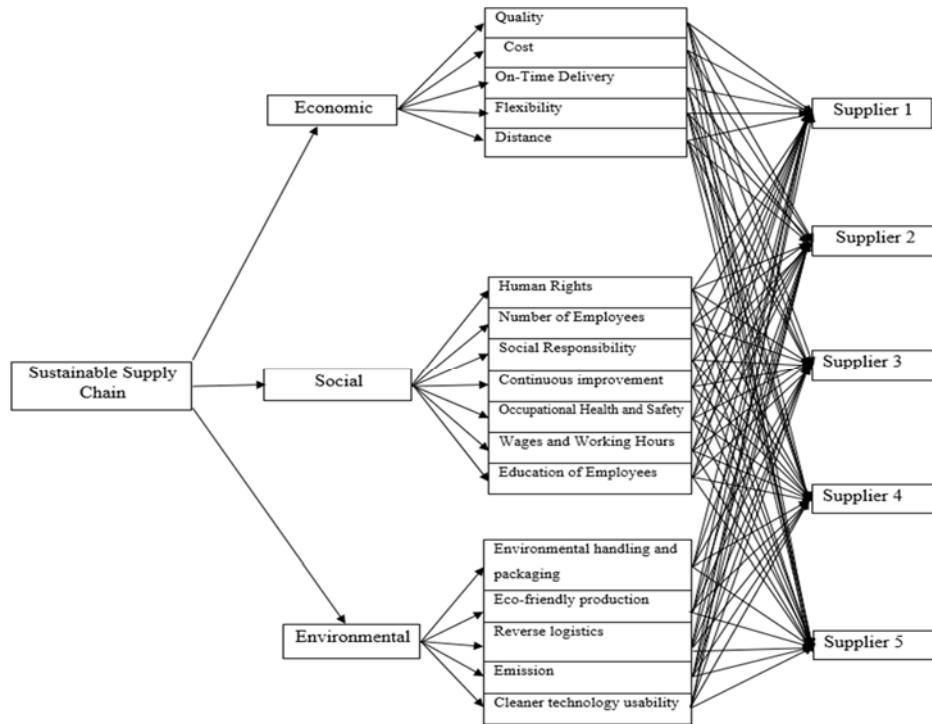 Quality
Cost
On-Time Delivery
Flexibility
Distance
Economic
Supplier 1
Supplier 2
Human Rights
Number of Employees
Social Responsibility
Continuous improvement
Occupational Health and Safety
Wages and Working Hours
Education of Employees
Sustainable Supply
Chain
Social
Supplier 3
Supplier 4
Environmental handling and
packaging
Eco-friendly production
Reverse logistics
Emission
Cleaner technology usability
Environmental
Supplier 5